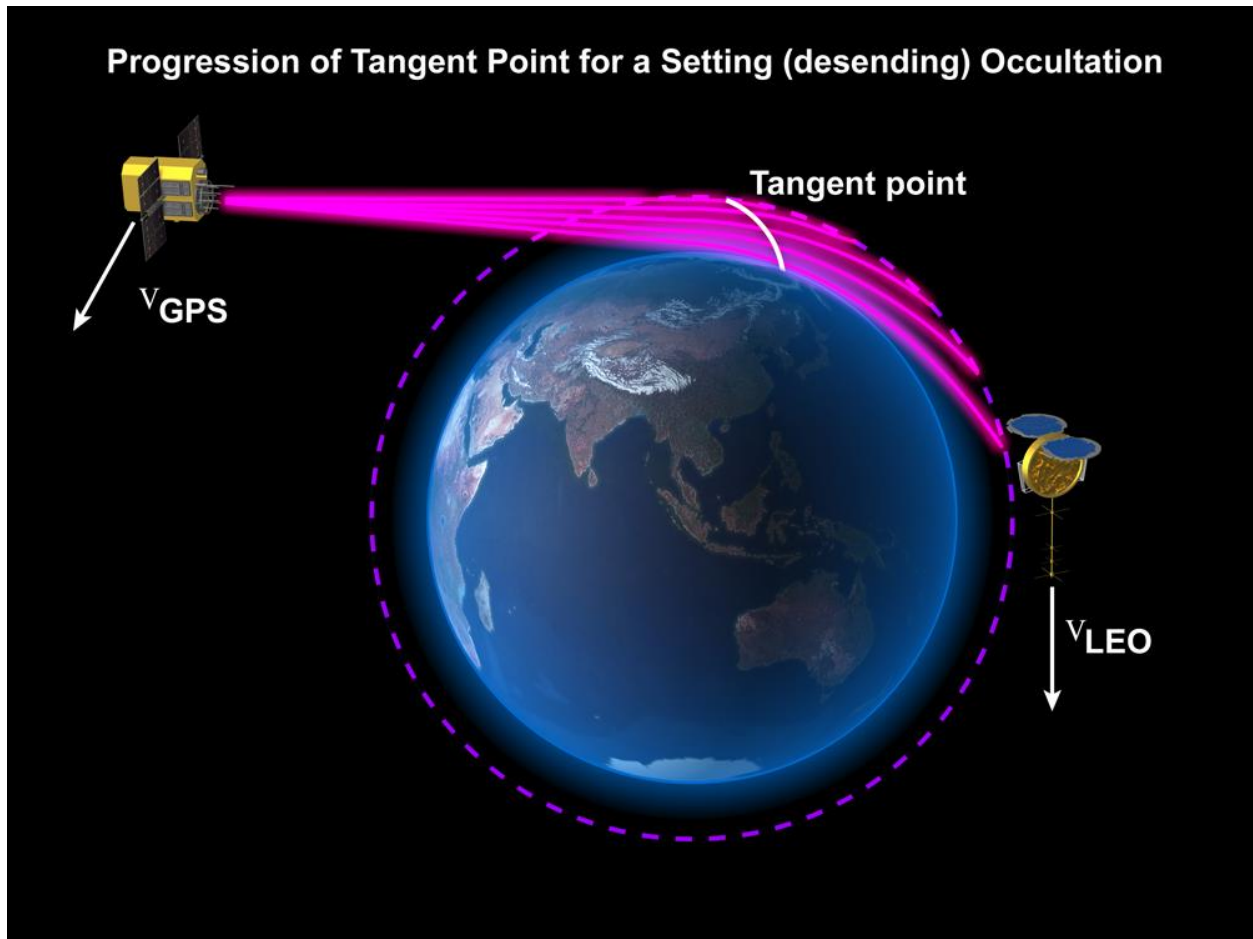 Progression of Tangent Point for a Setting (desending) Occultation
Tangent point
VGPS
VLEO